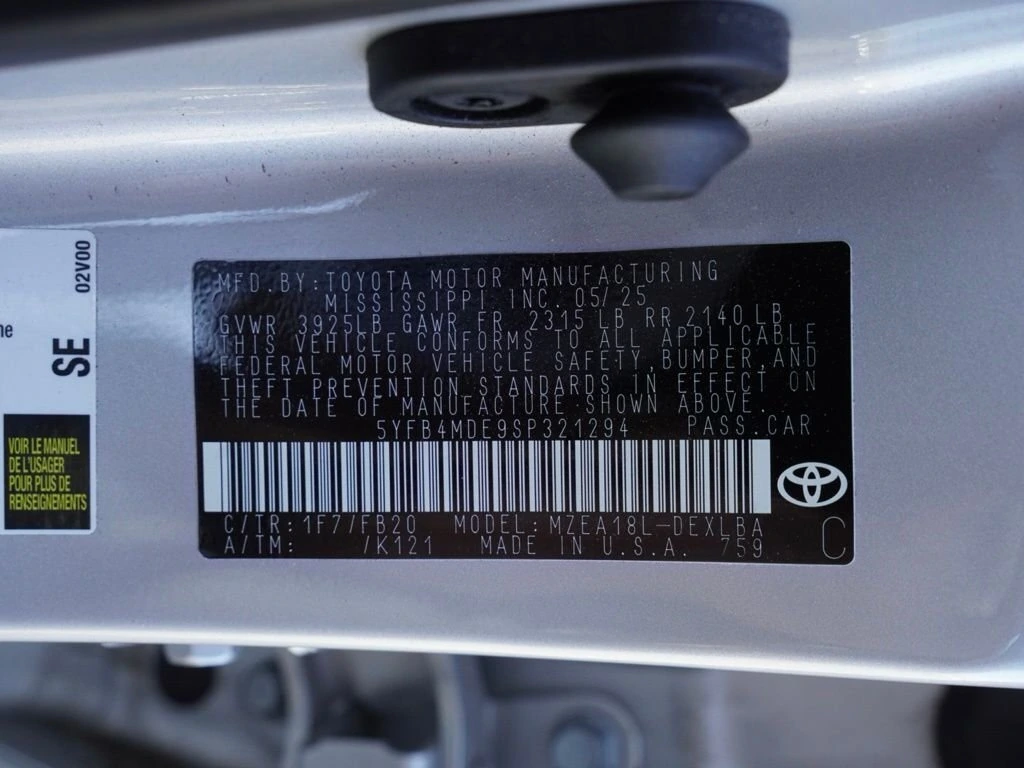 MFD.BY:TOYOTA MOTOR MANUFACTURING
MISSISSIPPI INC. 05/25
GVWR 3925LB GAWR FR 2315 LB RR 2140 LB
THIS VEHICLE CONFORMS TO ALL APPLICABLE
FEDERAL MOTOR VEHICLE SAFETY,BUMPER,AND
THEFT PREVENTION STANDARDS IN EFFECT ON
THE DATE OF MANUFACTURE SHOWN ABOVE.
5YFB4MDE9SP321294 PASS.CAR
C/TR:1F7/FB20 MODEL:MZEA18L-DEXLBA
A/TM: /K121 MADE IN U.S.A. 759
C
02V00
SE
ne
VOIR LE MANUEL
DE L'USAGER
POUR PLUS DE
RENSEIGNEMENTS